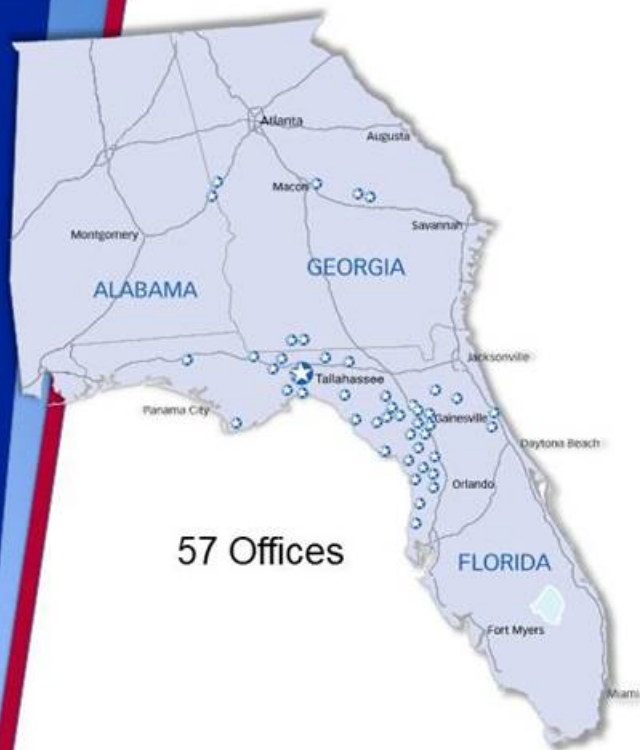 Atlanta
Augusta
Macon
Savannah
Montgomery
GEORGIA
ALABAMA
Jacksonville
Tallahassee
Panama City
Gainesville
Daytona Beach
Orlando
57 Offices
FLORIDA
Fort Myers
Miami